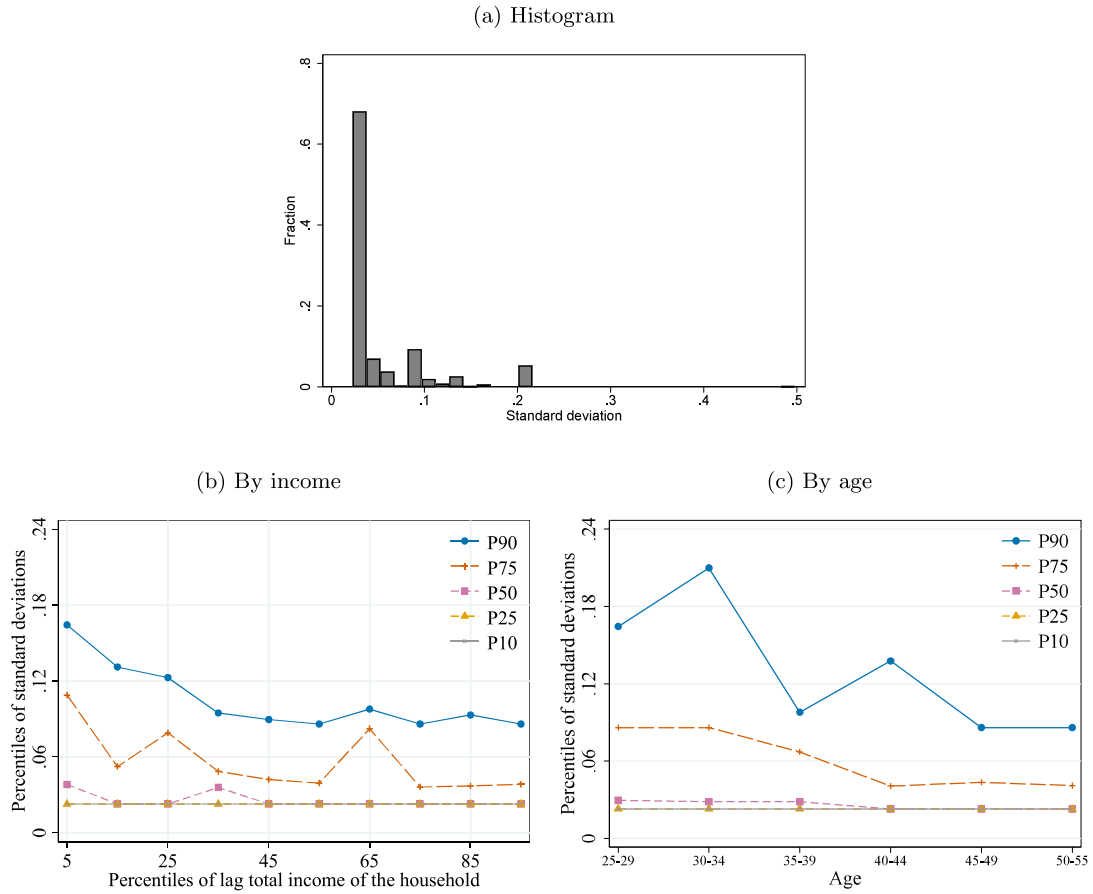 (a) Histogram
.8
.6
.4
.2
0
Fraction
0 .1 .2 .3 .4 .5
Standard deviation
(b) By income
.24
.18
.12
.06
0
Percentiles of standard deviations
P90
P75
P50
P25
P10
5 25 45 65 85
Percentiles of lag total income of the household
(c) By age
.24
.18
.12
.06
0
Percentiles of standard deviations
P90
P75
P50
P25
P10
25-29 30-34 35-39 40-44 45-49 50-55
Age